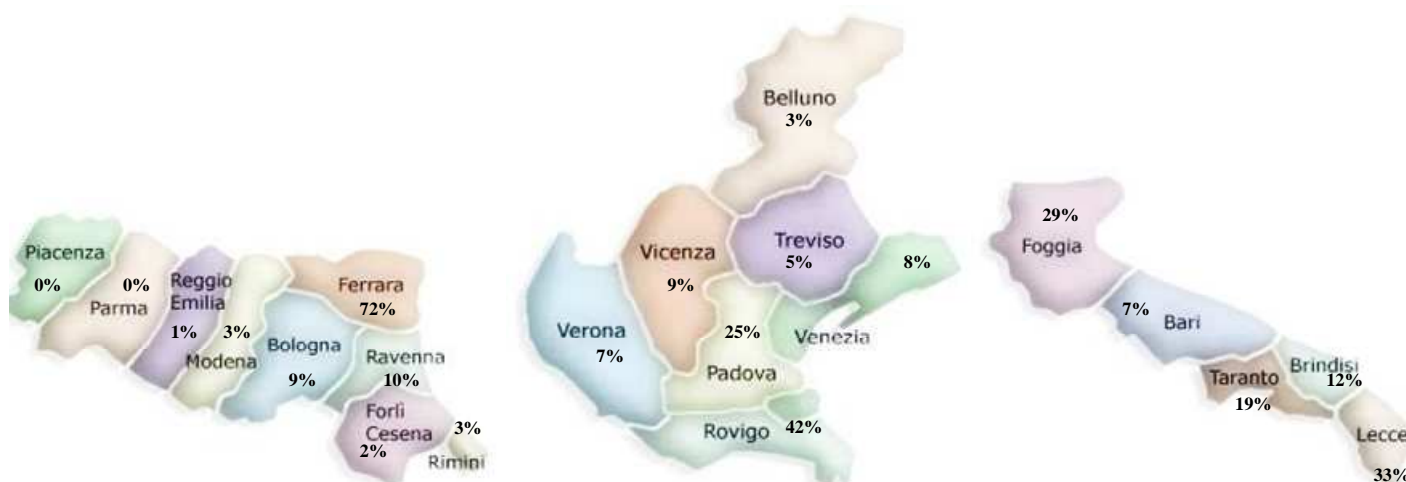 Piacenza
0%
0%
Parma
Reggio
Emilia
1%
3%
Modena
Ferrara
72%
Bologna
9%
Ravenna
10%
Forlì
Cesena
2%
3%
Rimini
Belluno
3%
Vicenza
9%
Treviso
5%
8%
Venezia
Verona
7%
25%
Padova
Rovigo
42%
29%
Foggia
7%
Bari
Taranto
19%
Brindisi
12%
Lecce
33%